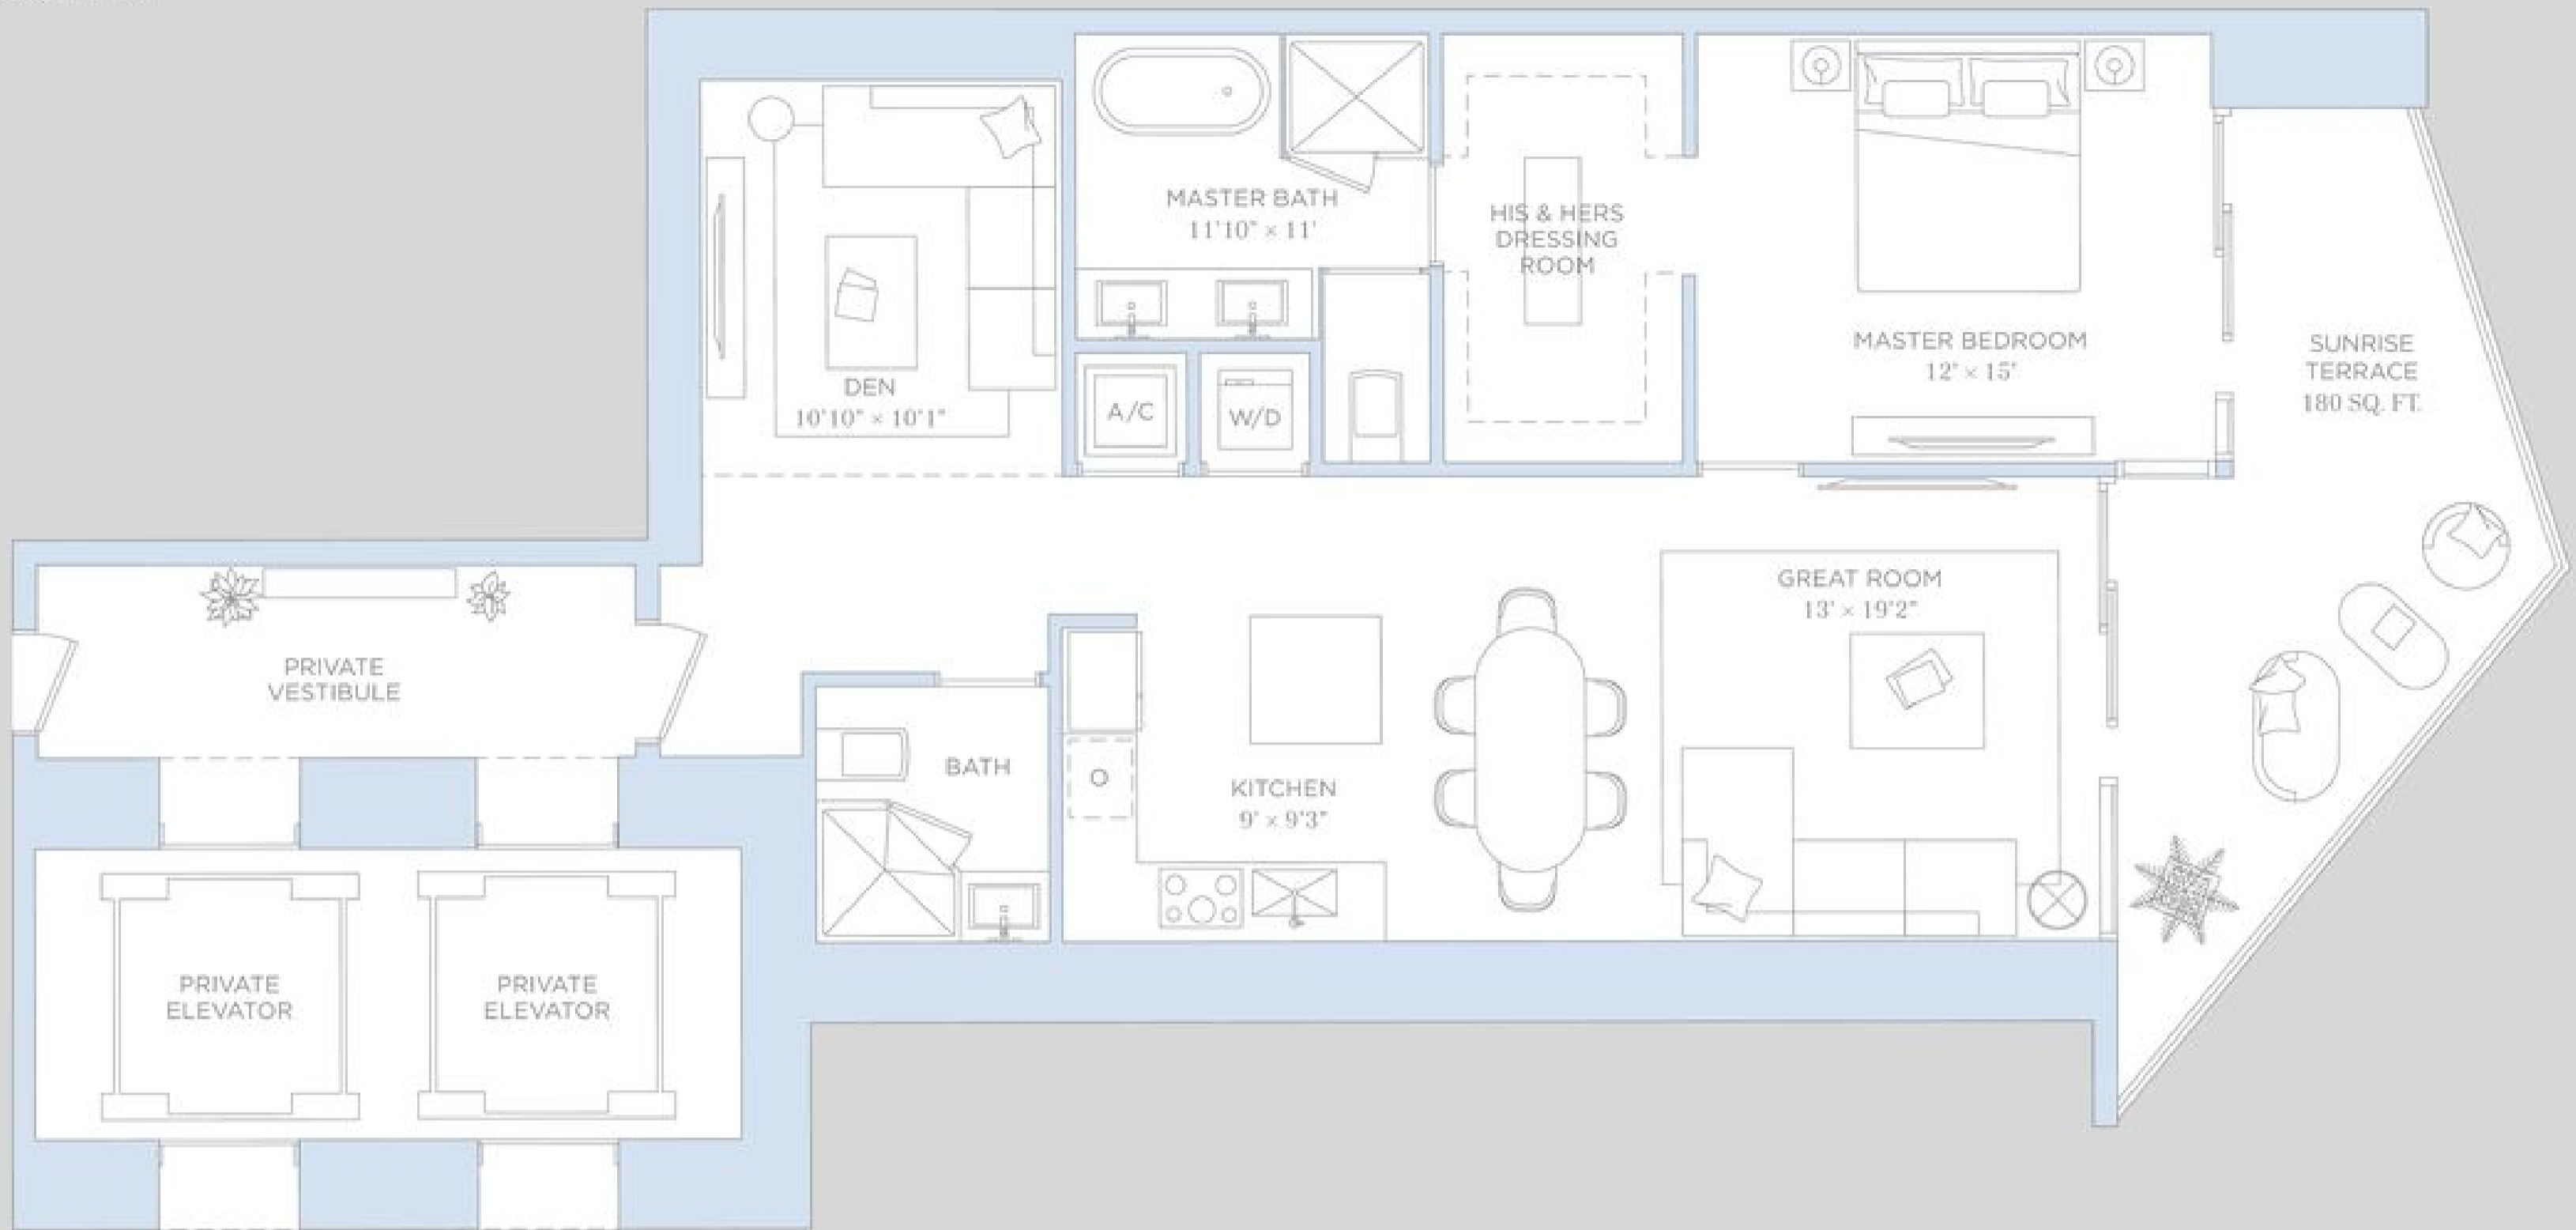 MASTER BATH
11'10" × 11'
HIS & HERS
DRESSING
ROOM
MASTER BEDROOM
12' × 15'
SUNRISE
TERRACE
180 SQ. FT.
DEN
10'10" × 10'1"
A/C
W/D
GREAT ROOM
13' × 19'2"
PRIVATE
VESTIBULE
BATH
KITCHEN
9' × 9'3"
PRIVATE
ELEVATOR
PRIVATE
ELEVATOR